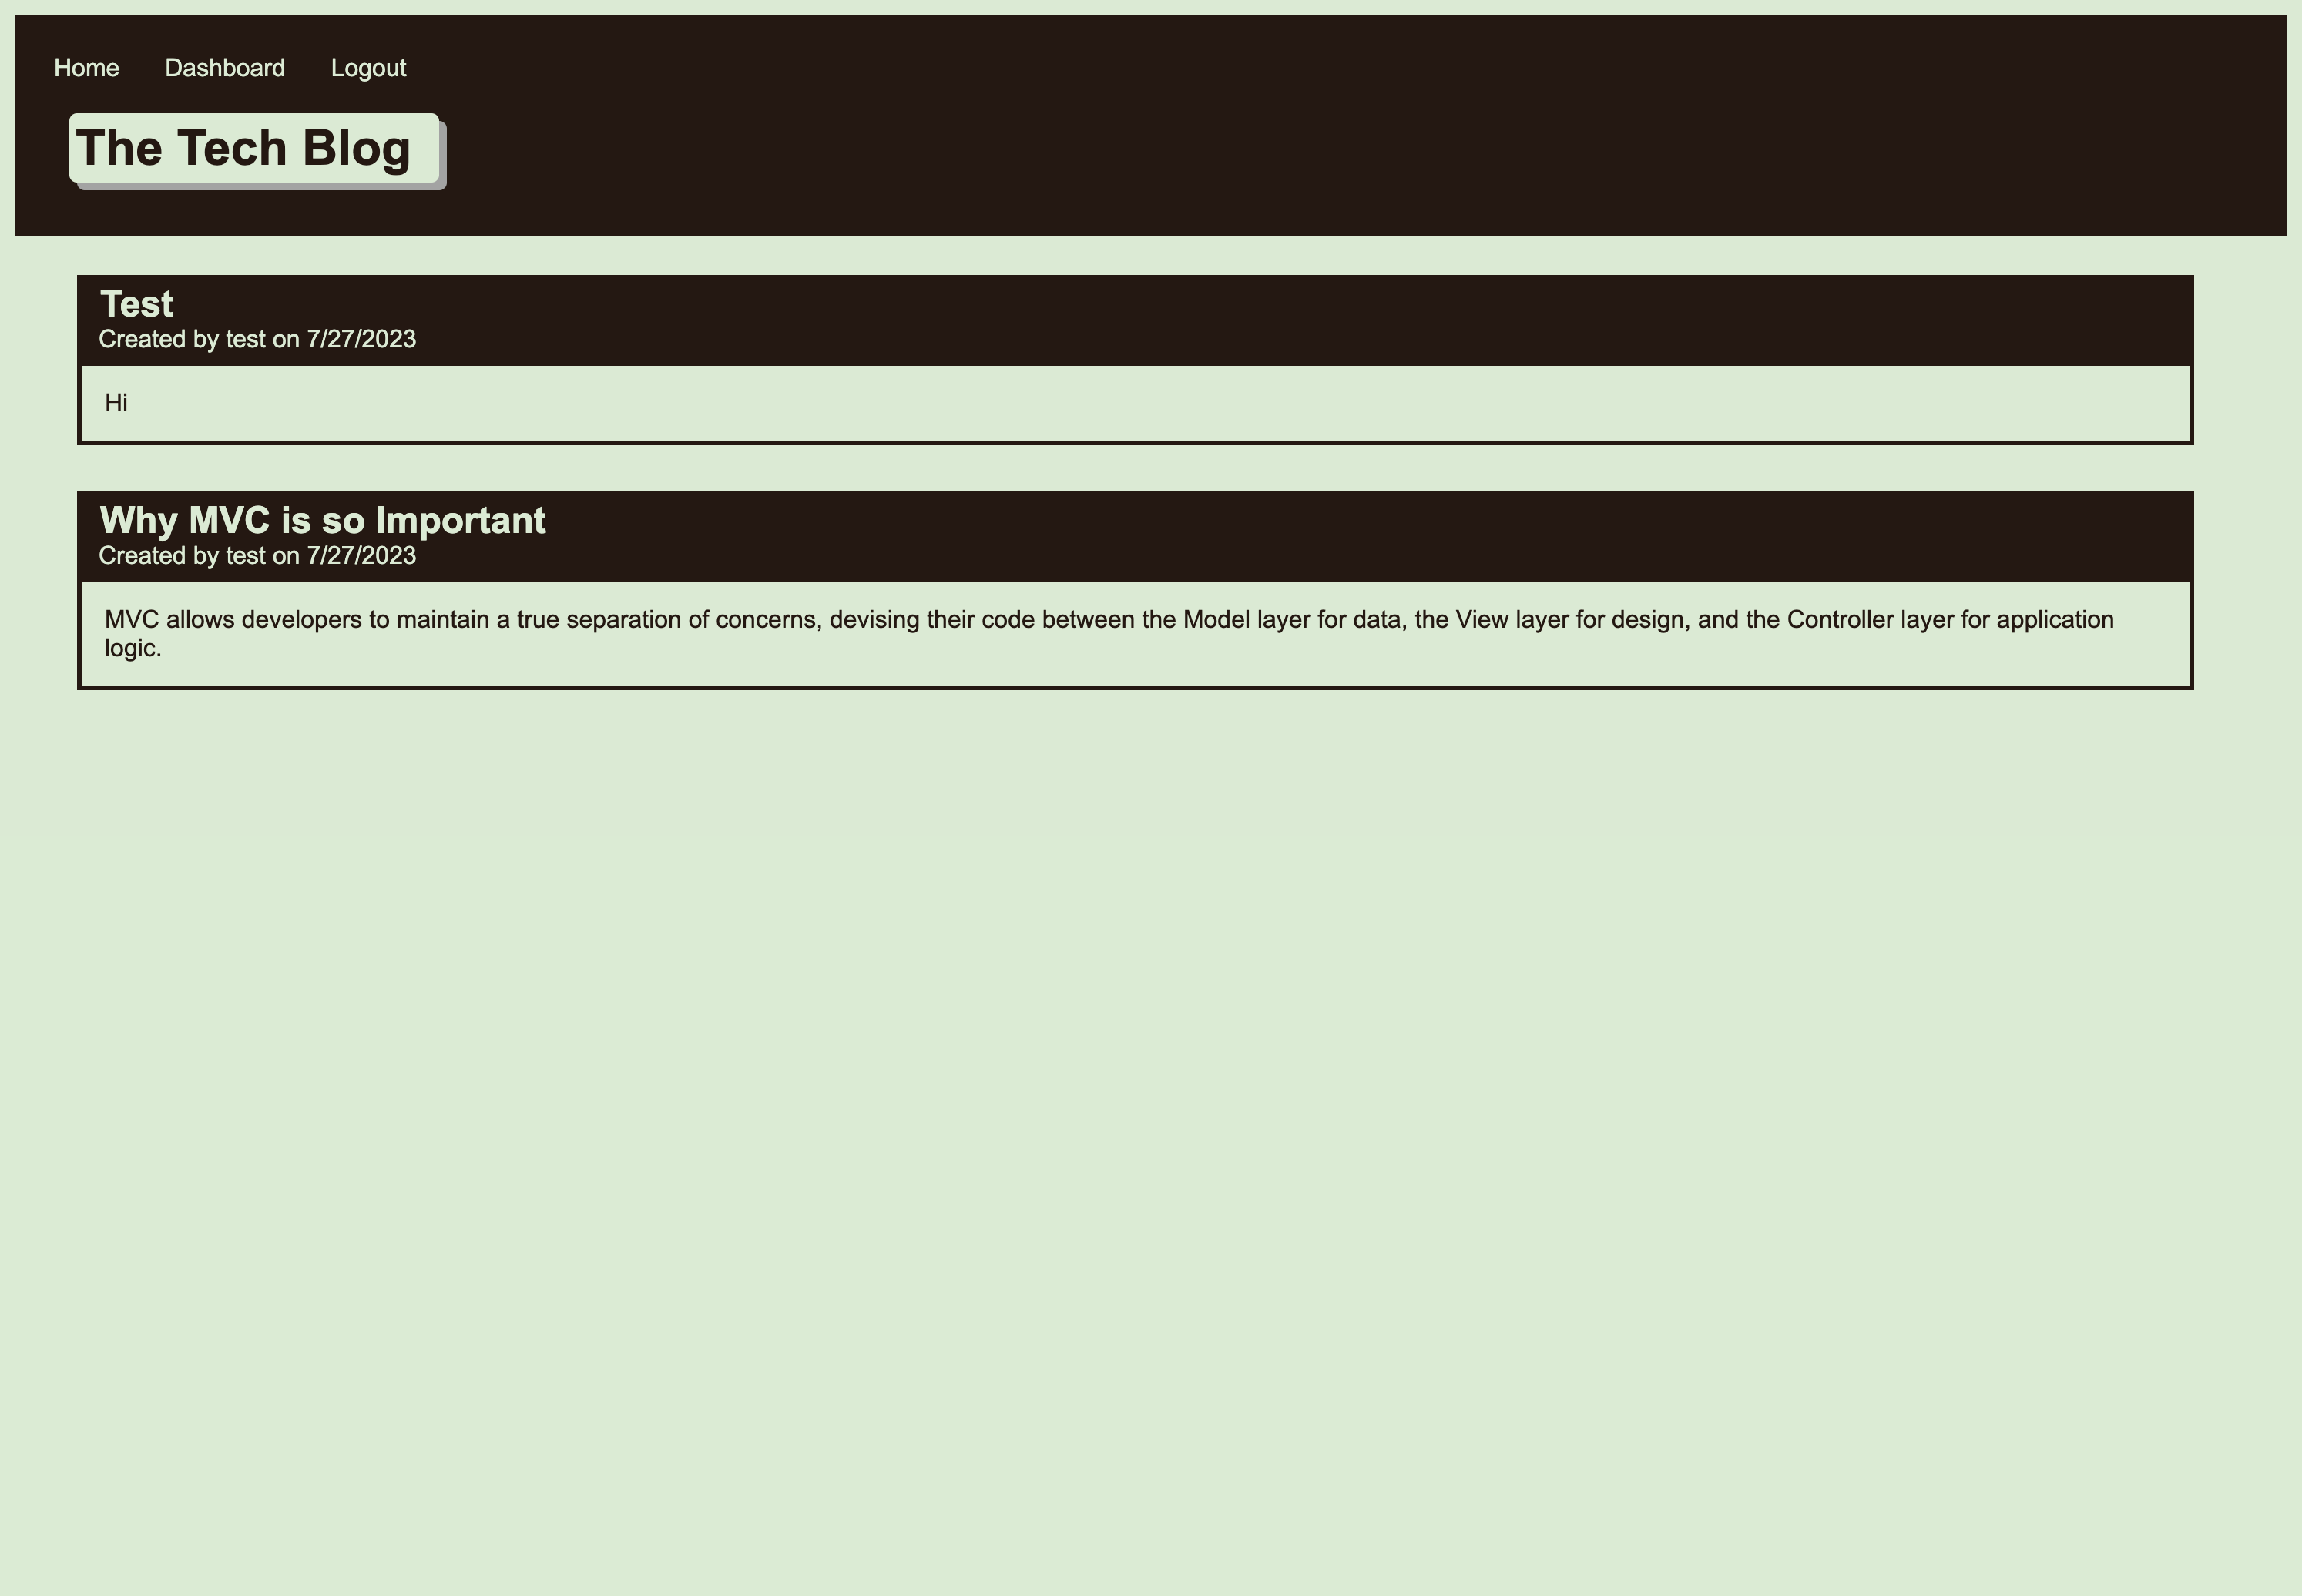 Home Dashboard Logout
The Tech Blog
Test
Created by test on 7/27/2023
Hi
Why MVC is so Important
Created by test on 7/27/2023
MVC allows developers to maintain a true separation of concerns, devising their code between the Model layer for data, the View layer for design, and the Controller layer for application
logic.